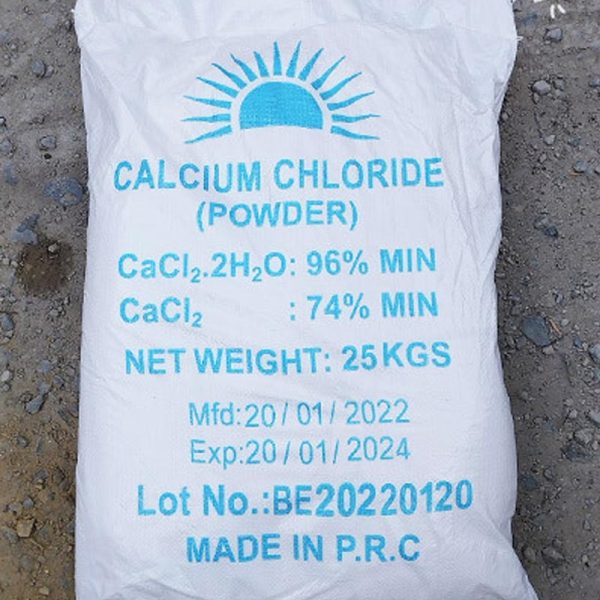 CALCIUM CHLORIDE
(POWDER)
CaCl₂.2H₂O: 96% MIN
CaCl₂ : 74% MIN
NET WEIGHT: 25KGS
Mfd:20/01/2022
Exp:20/01/2024
Lot No.:BE20220120
MADE IN P.R.C